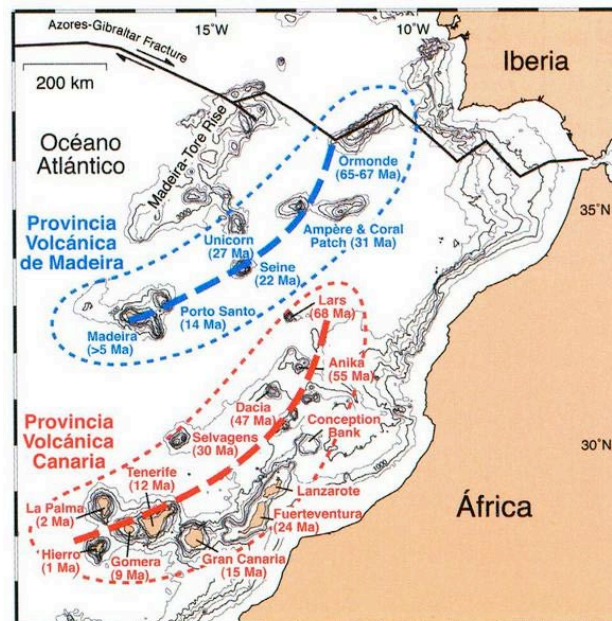 15°W
10°W
Azores-Gibraltar
Fracture
200 km
Iberia
Océano
Atlántico
Madeira-Tore Rise
Ormonde
(65-67 Ma)
35°N
Provincia
Volcánica
de Madeira
Unicorn
(27 Ma)
Ampère & Coral
Patch (31 Ma)
Seine
(22 Ma)
Porto Santo
(14 Ma)
Madeira
(>5 Ma)
Lars
(68 Ma)
Anika
(55 Ma)
Dacia
(47 Ma)
Conception
Bank
Provincia
Volcánica
Canaria
Selvagens
(30 Ma)
30°N
Tenerife
(12 Ma)
La Palma
(2 Ma)
Lanzarote
Fuerteventura
(24 Ma)
África
Hierro
(1 Ma)
Gomera
(9 Ma)
Gran Canaria
(15 Ma)
1000
3000